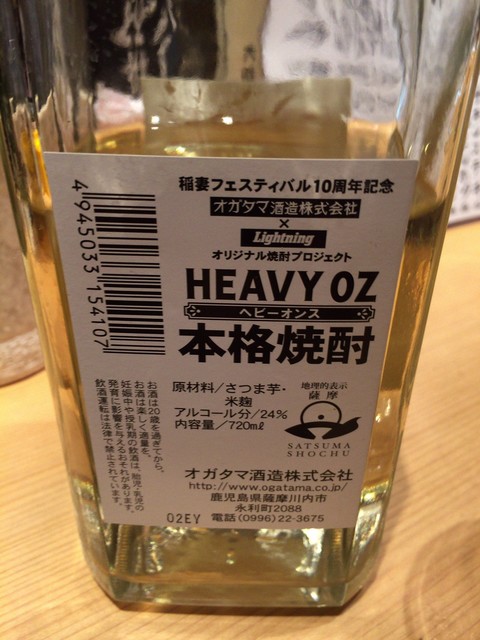 稲妻フェスティバル10周年記念
オガタマ酒造株式会社
×
Lightning
オリジナル焼酎プロジェクト
HEAVY OZ
ヘビーオンス
本格焼酎
原材料/さつま芋・
米麹
アルコール分/24%
内容量/720mℓ
地理的表示
薩摩
SATSUMA
SHOCHU
オガタマ酒造株式会社
http://www.ogatama.co.jp/
鹿児島県薩摩川内市
永利町2088
電話(0996)22-3675
4945033154107
お酒は20歳を過ぎてから。
お酒は楽しく適量を。
妊娠中や授乳期の飲酒は、胎児・乳児の
発育に影響を与えるおそれがあります。
飲酒運転は法律で禁止されています。
02EY